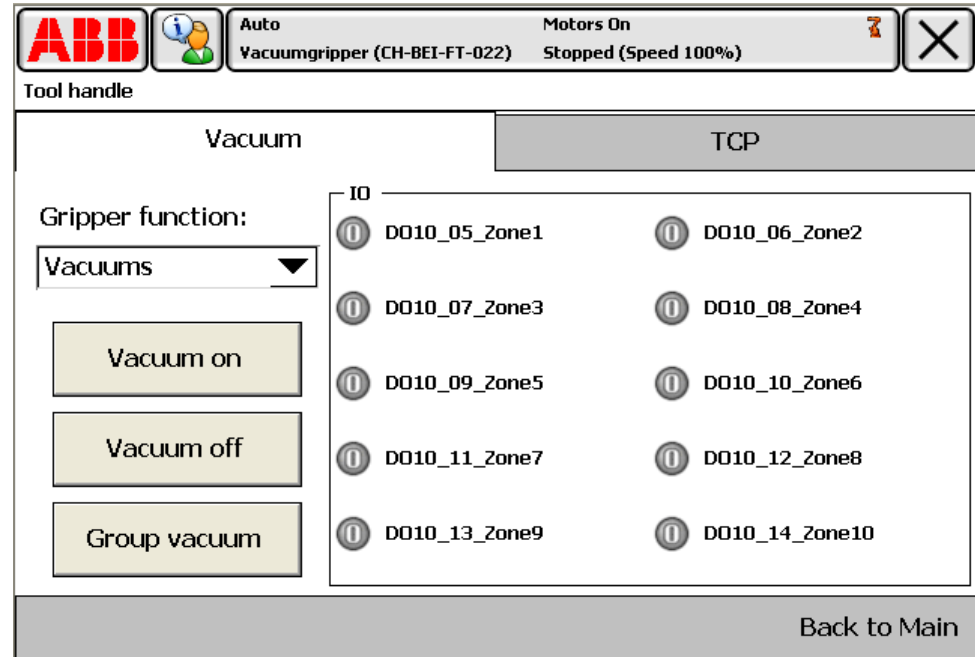 ABB
Auto Motors On
Vacuumgripper (CH-BEI-FT-022) Stopped (Speed 100%)
Tool handle
Vacuum TCP
IO
Gripper function:
DO10_05_Zone1 DO10_06_Zone2
Vacuums
DO10_07_Zone3 DO10_08_Zone4
Vacuum on
DO10_09_Zone5 DO10_10_Zone6
Vacuum off
DO10_11_Zone7 DO10_12_Zone8
Group vacuum
DO10_13_Zone9 DO10_14_Zone10
Back to Main